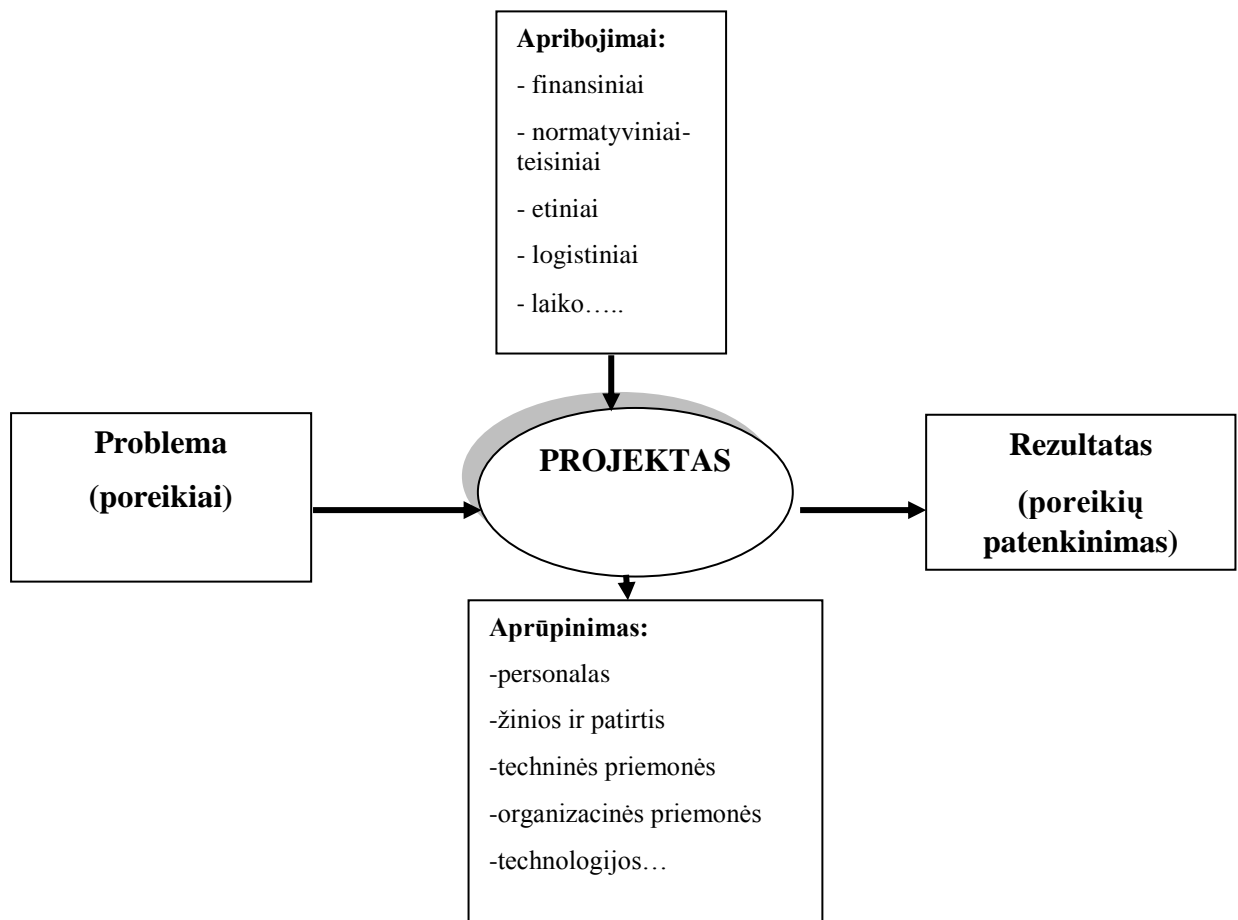 Apribojimai:
- finansiniai
- normatyviniai-
teisiniai
- etiniai
- logistiniai
- laiko…..
Problema
(poreikiai)
PROJEKTAS
Rezultatas
(poreikių
patenkinimas)
Aprūpinimas:
-personalas
-žinios ir patirtis
-techninės priemonės
-organizacinės priemonės
-technologijos…